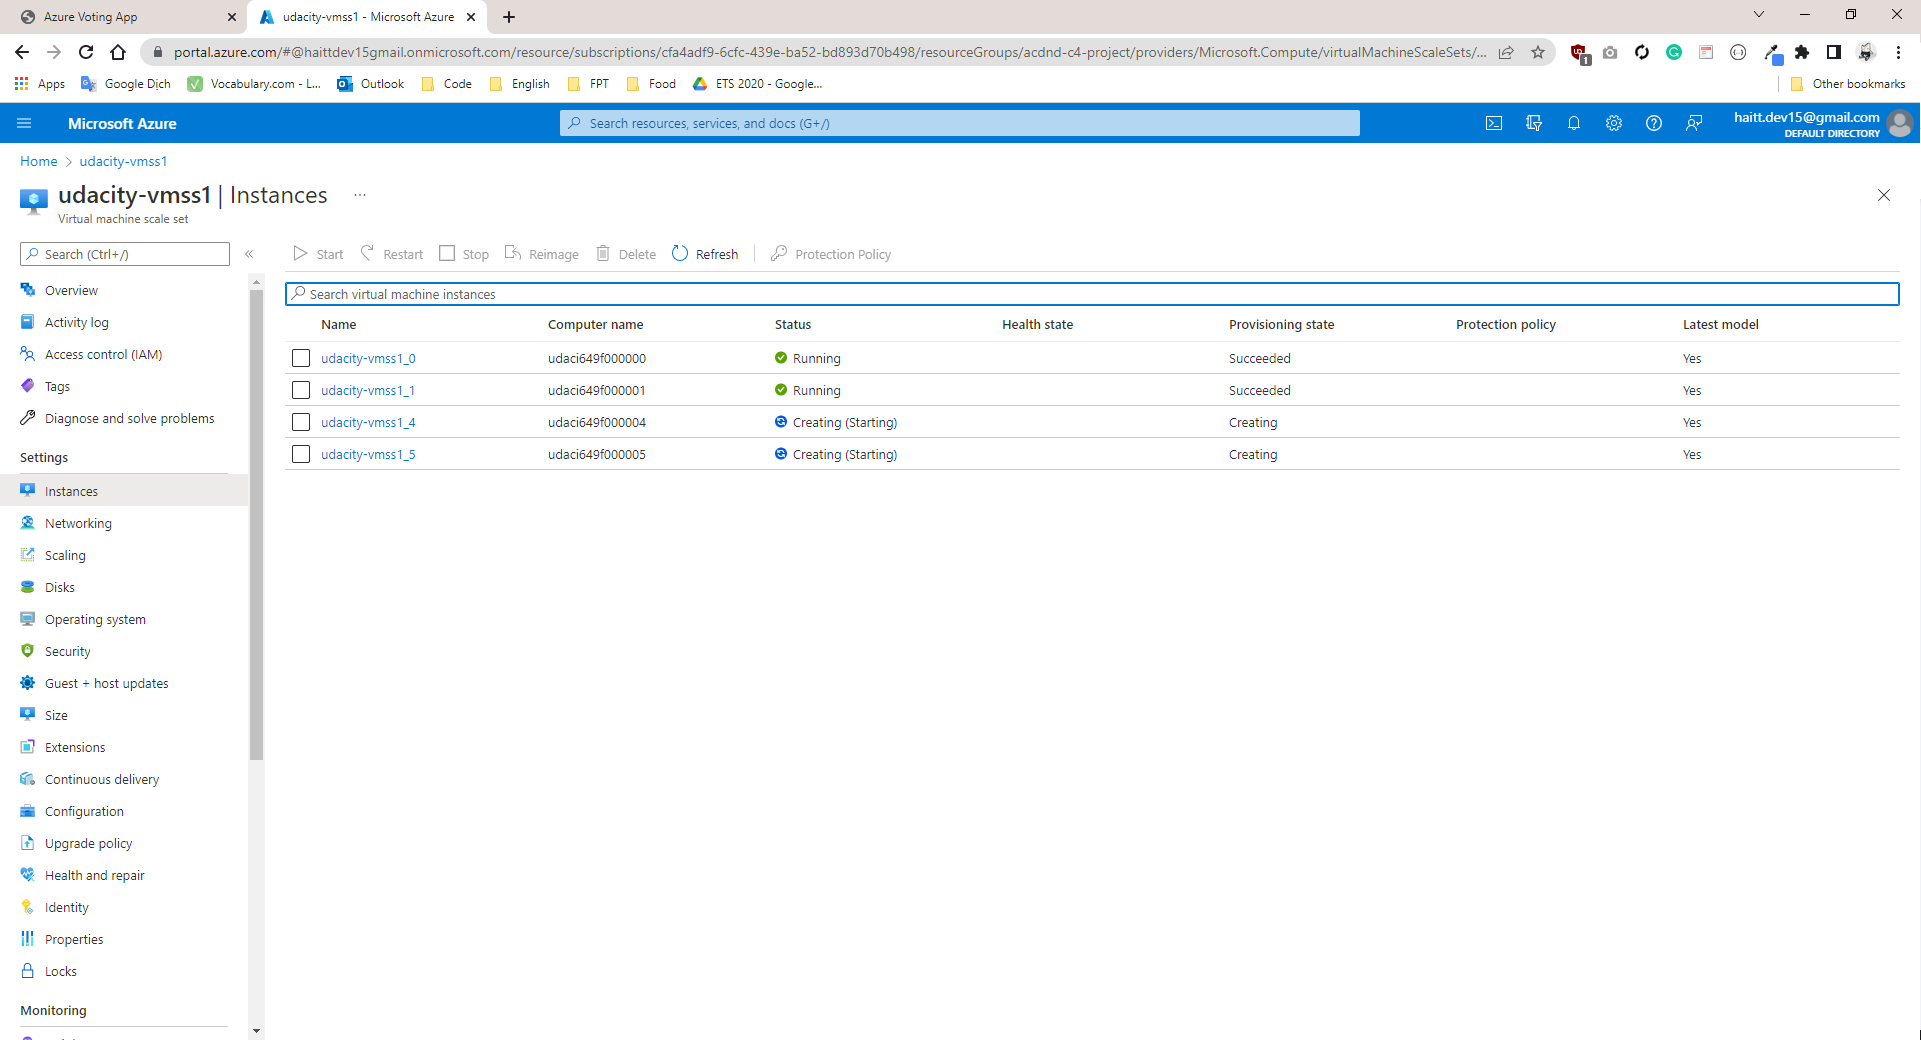 Azure Voting App
udacity-vmss1 - Microsoft Azure
portal.azure.com/#@haittdev15gmail.onmicrosoft.com/resource/subscriptions/cfa4adf9-6cfc-439e-ba52-bd893d70b498/resourceGroups/acdnd-c4-project/providers/Microsoft.Compute/virtualMachineScaleSets/...
1
Apps
Google Dịch
Vocabulary.com - L...
Outlook
Code
English
FPT
Food
ETS 2020 - Google...
Other bookmarks
Microsoft Azure
Search resources, services, and docs (G+/)
haitt.dev15@gmail.com
DEFAULT DIRECTORY
Home > udacity-vmss1
udacity-vmss1 | Instances ...
Virtual machine scale set
Search (Ctrl+/)
«
Start
Restart
Stop
Reimage
Delete
Refresh
Protection Policy
Overview
Activity log
Access control (IAM)
Tags
Diagnose and solve problems
Settings
Instances
Networking
Scaling
Disks
Operating system
Security
Guest + host updates
Size
Extensions
Continuous delivery
Configuration
Upgrade policy
Health and repair
Identity
Properties
Locks
Monitoring
Search virtual machine instances
Name Computer name Status Health state Provisioning state Protection policy Latest model
udacity-vmss1_0 udaci649f000000 Running Succeeded Yes
udacity-vmss1_1 udaci649f000001 Running Succeeded Yes
udacity-vmss1_4 udaci649f000004 Creating (Starting) Creating Yes
udacity-vmss1_5 udaci649f000005 Creating (Starting) Creating Yes